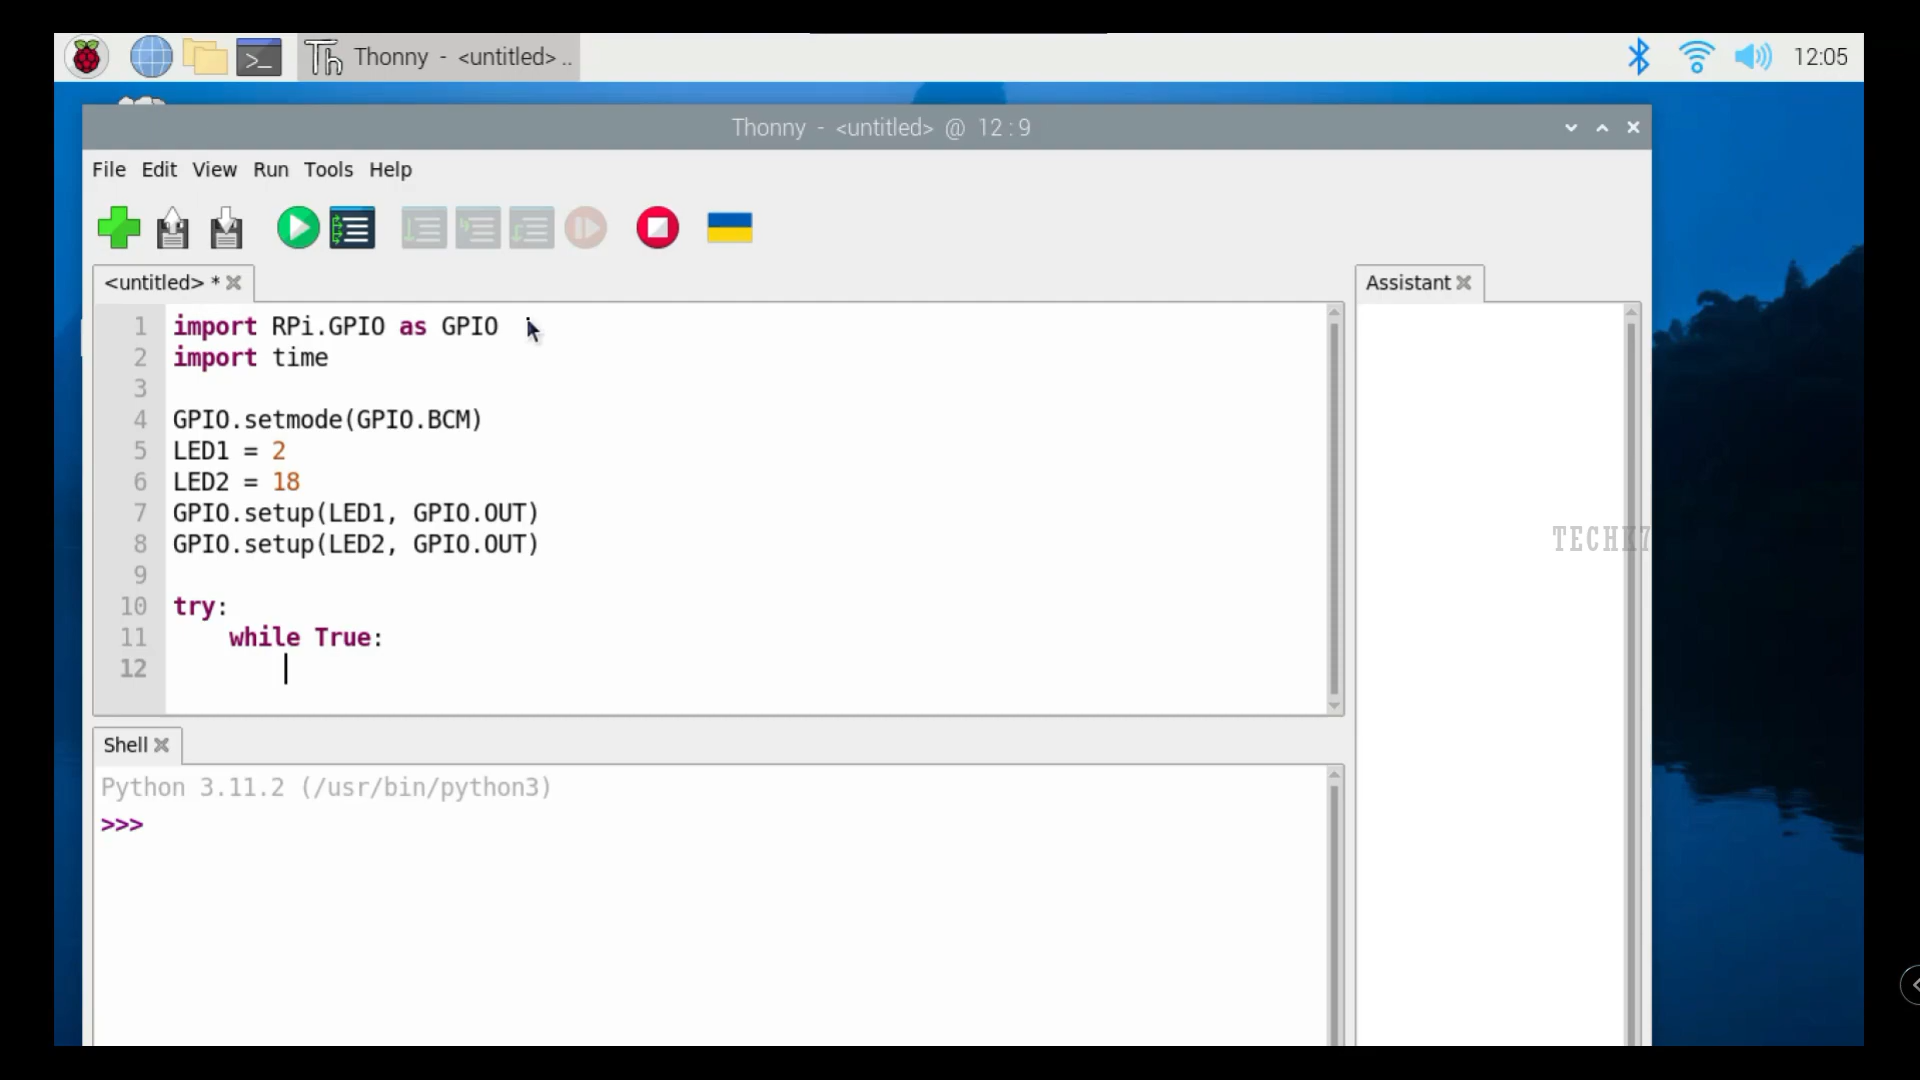 Thonny - <untitled> ..
12:05
Thonny - <untitled> @ 12 : 9
File Edit View Run Tools Help
<untitled> *
Assistant
1 import RPi.GPIO as GPIO
2 import time
3
4 GPIO.setmode(GPIO.BCM)
5 LED1 = 2
6 LED2 = 18
7 GPIO.setup(LED1, GPIO.OUT)
8 GPIO.setup(LED2, GPIO.OUT)
9
10 try:
11     while True:
12
TECHK7
Shell
Python 3.11.2 (/usr/bin/python3)
>>>